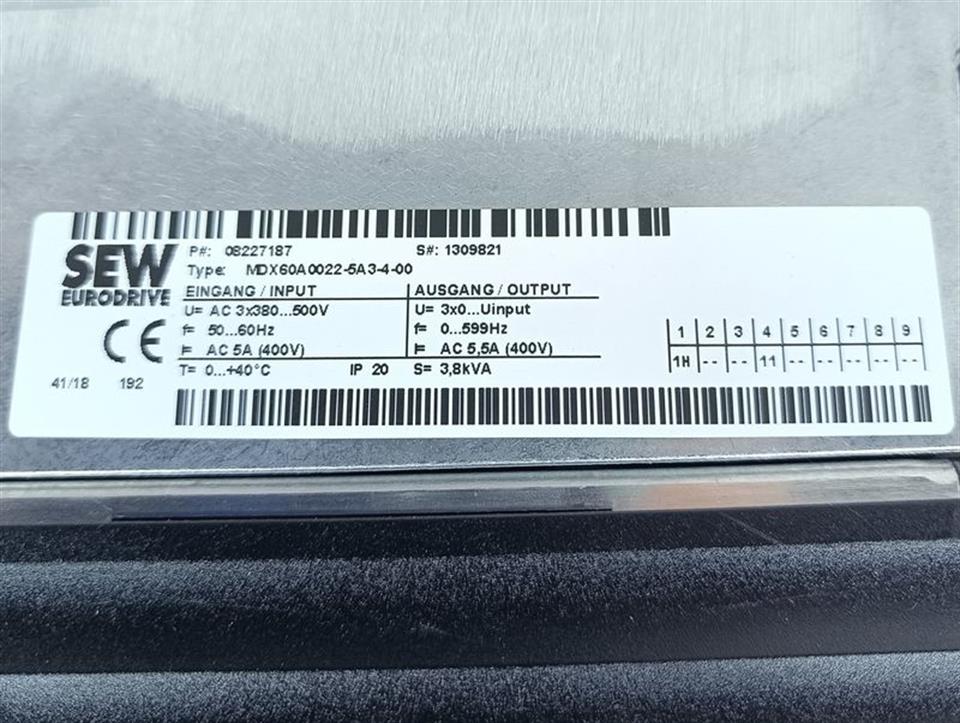 SEW
EURODRIVE
P#: 08227187 S#: 1309821
Type: MDX60A0022-5A3-4-00
EINGANG / INPUT AUSGANG / OUTPUT
U= AC 3x380...500V U= 3x0...Uinput
f= 50...60Hz f= 0...599Hz
I= AC 5A (400V) I= AC 5,5A (400V)
T= 0...+40°C IP 20 S= 3,8kVA
CE
41/18 192
1 2 3 4 5 6 7 8 9
1H -- -- 11 -- -- -- -- --